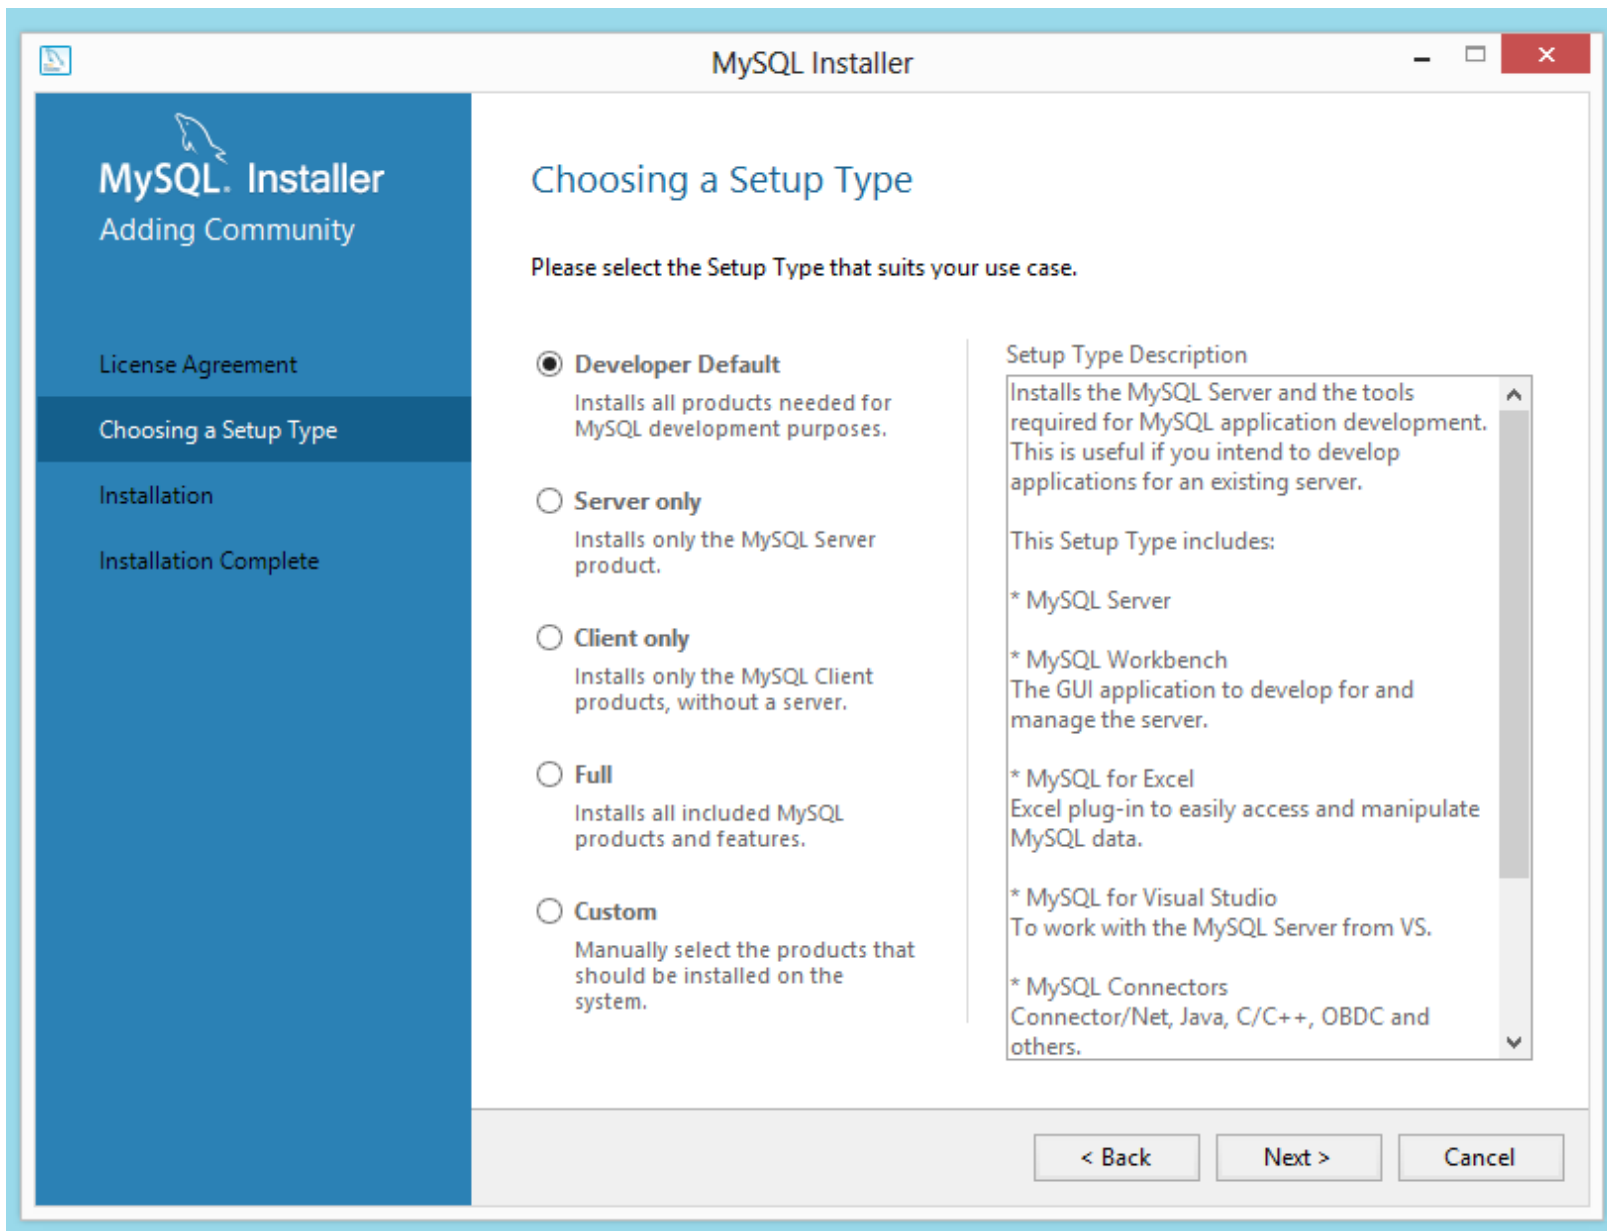 MySQL Installer
MySQL. Installer
Adding Community
License Agreement
Choosing a Setup Type
Installation
Installation Complete
Choosing a Setup Type
Please select the Setup Type that suits your use case.
Developer Default
Installs all products needed for
MySQL development purposes.
Server only
Installs only the MySQL Server
product.
Client only
Installs only the MySQL Client
products, without a server.
Full
Installs all included MySQL
products and features.
Custom
Manually select the products that
should be installed on the
system.
Setup Type Description
Installs the MySQL Server and the tools
required for MySQL application development.
This is useful if you intend to develop
applications for an existing server.
This Setup Type includes:
* MySQL Server
* MySQL Workbench
The GUI application to develop for and
manage the server.
* MySQL for Excel
Excel plug-in to easily access and manipulate
MySQL data.
* MySQL for Visual Studio
To work with the MySQL Server from VS.
* MySQL Connectors
Connector/Net, Java, C/C++, OBDC and
others.
< Back
Next >
Cancel